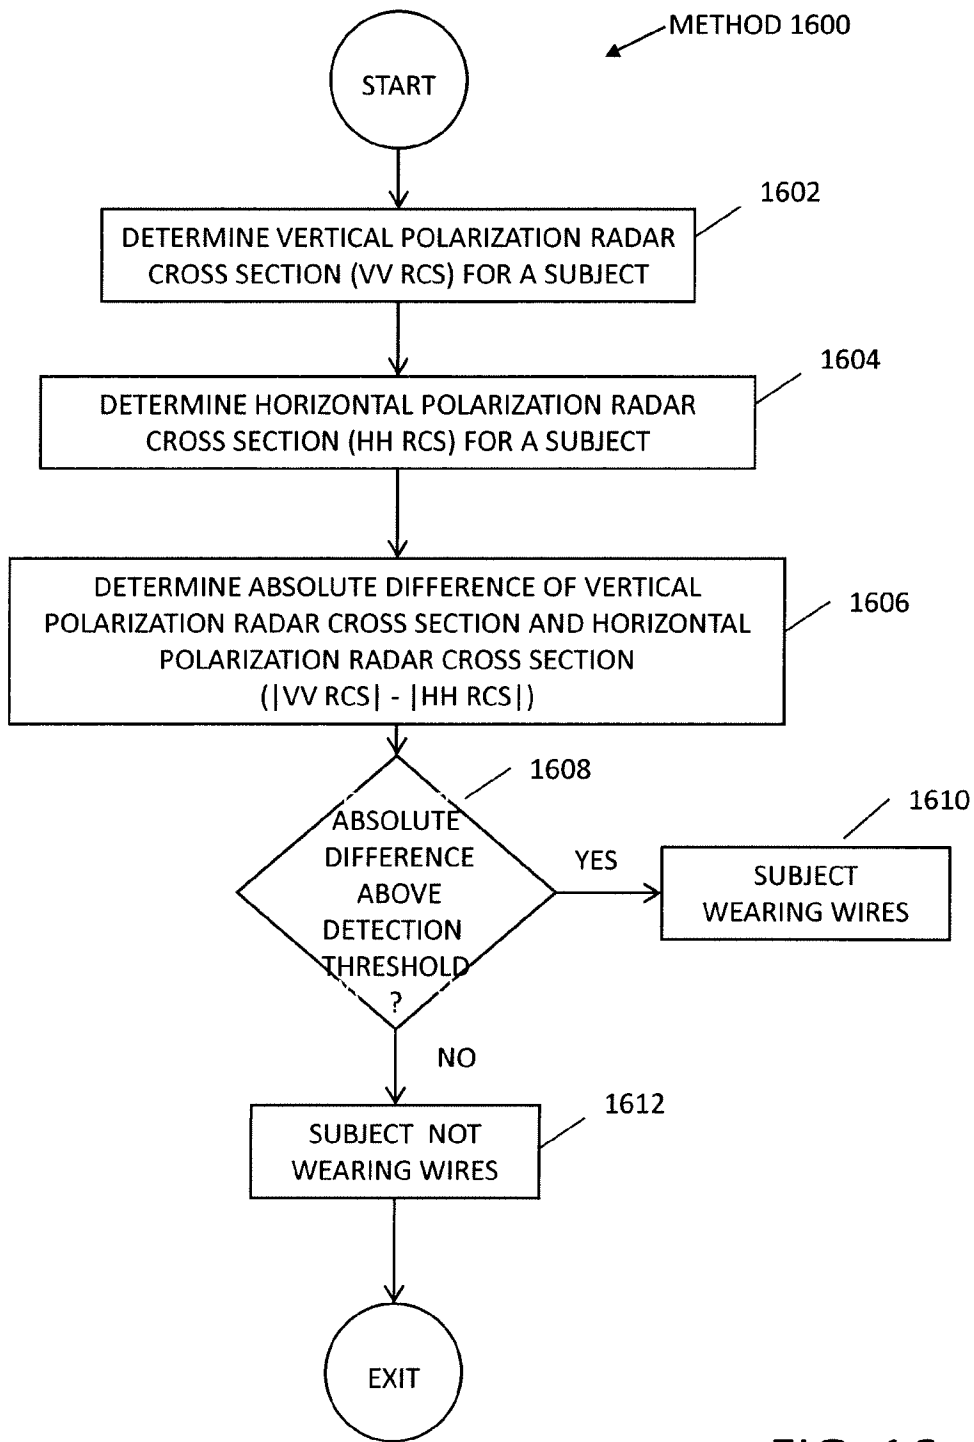 METHOD 1600
START
1602
DETERMINE VERTICAL POLARIZATION RADAR
CROSS SECTION (VV RCS) FOR A SUBJECT
1604
DETERMINE HORIZONTAL POLARIZATION RADAR
CROSS SECTION (HH RCS) FOR A SUBJECT
1606
DETERMINE ABSOLUTE DIFFERENCE OF VERTICAL
POLARIZATION RADAR CROSS SECTION AND HORIZONTAL
POLARIZATION RADAR CROSS SECTION
(|VV RCS| - |HH RCS|)
1608
ABSOLUTE
DIFFERENCE
ABOVE
DETECTION
THRESHOLD
?
YES
1610
SUBJECT
WEARING WIRES
NO
1612
SUBJECT NOT
WEARING WIRES
EXIT